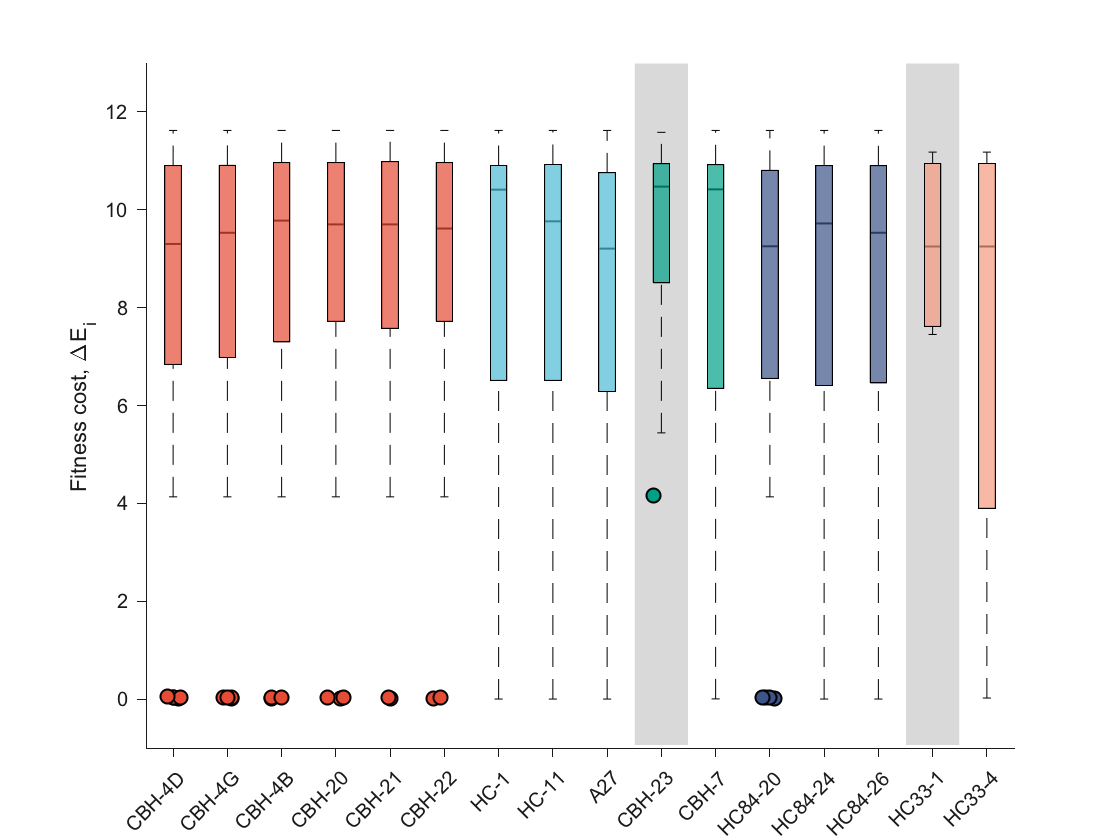 Fitness cost, ΔE_i
12
10
8
6
4
2
0
CBH-4D
CBH-4G
CBH-4B
CBH-20
CBH-21
CBH-22
HC-1
HC-11
A27
CBH-23
CBH-7
HC84-20
HC84-24
HC84-26
HC33-1
HC33-4